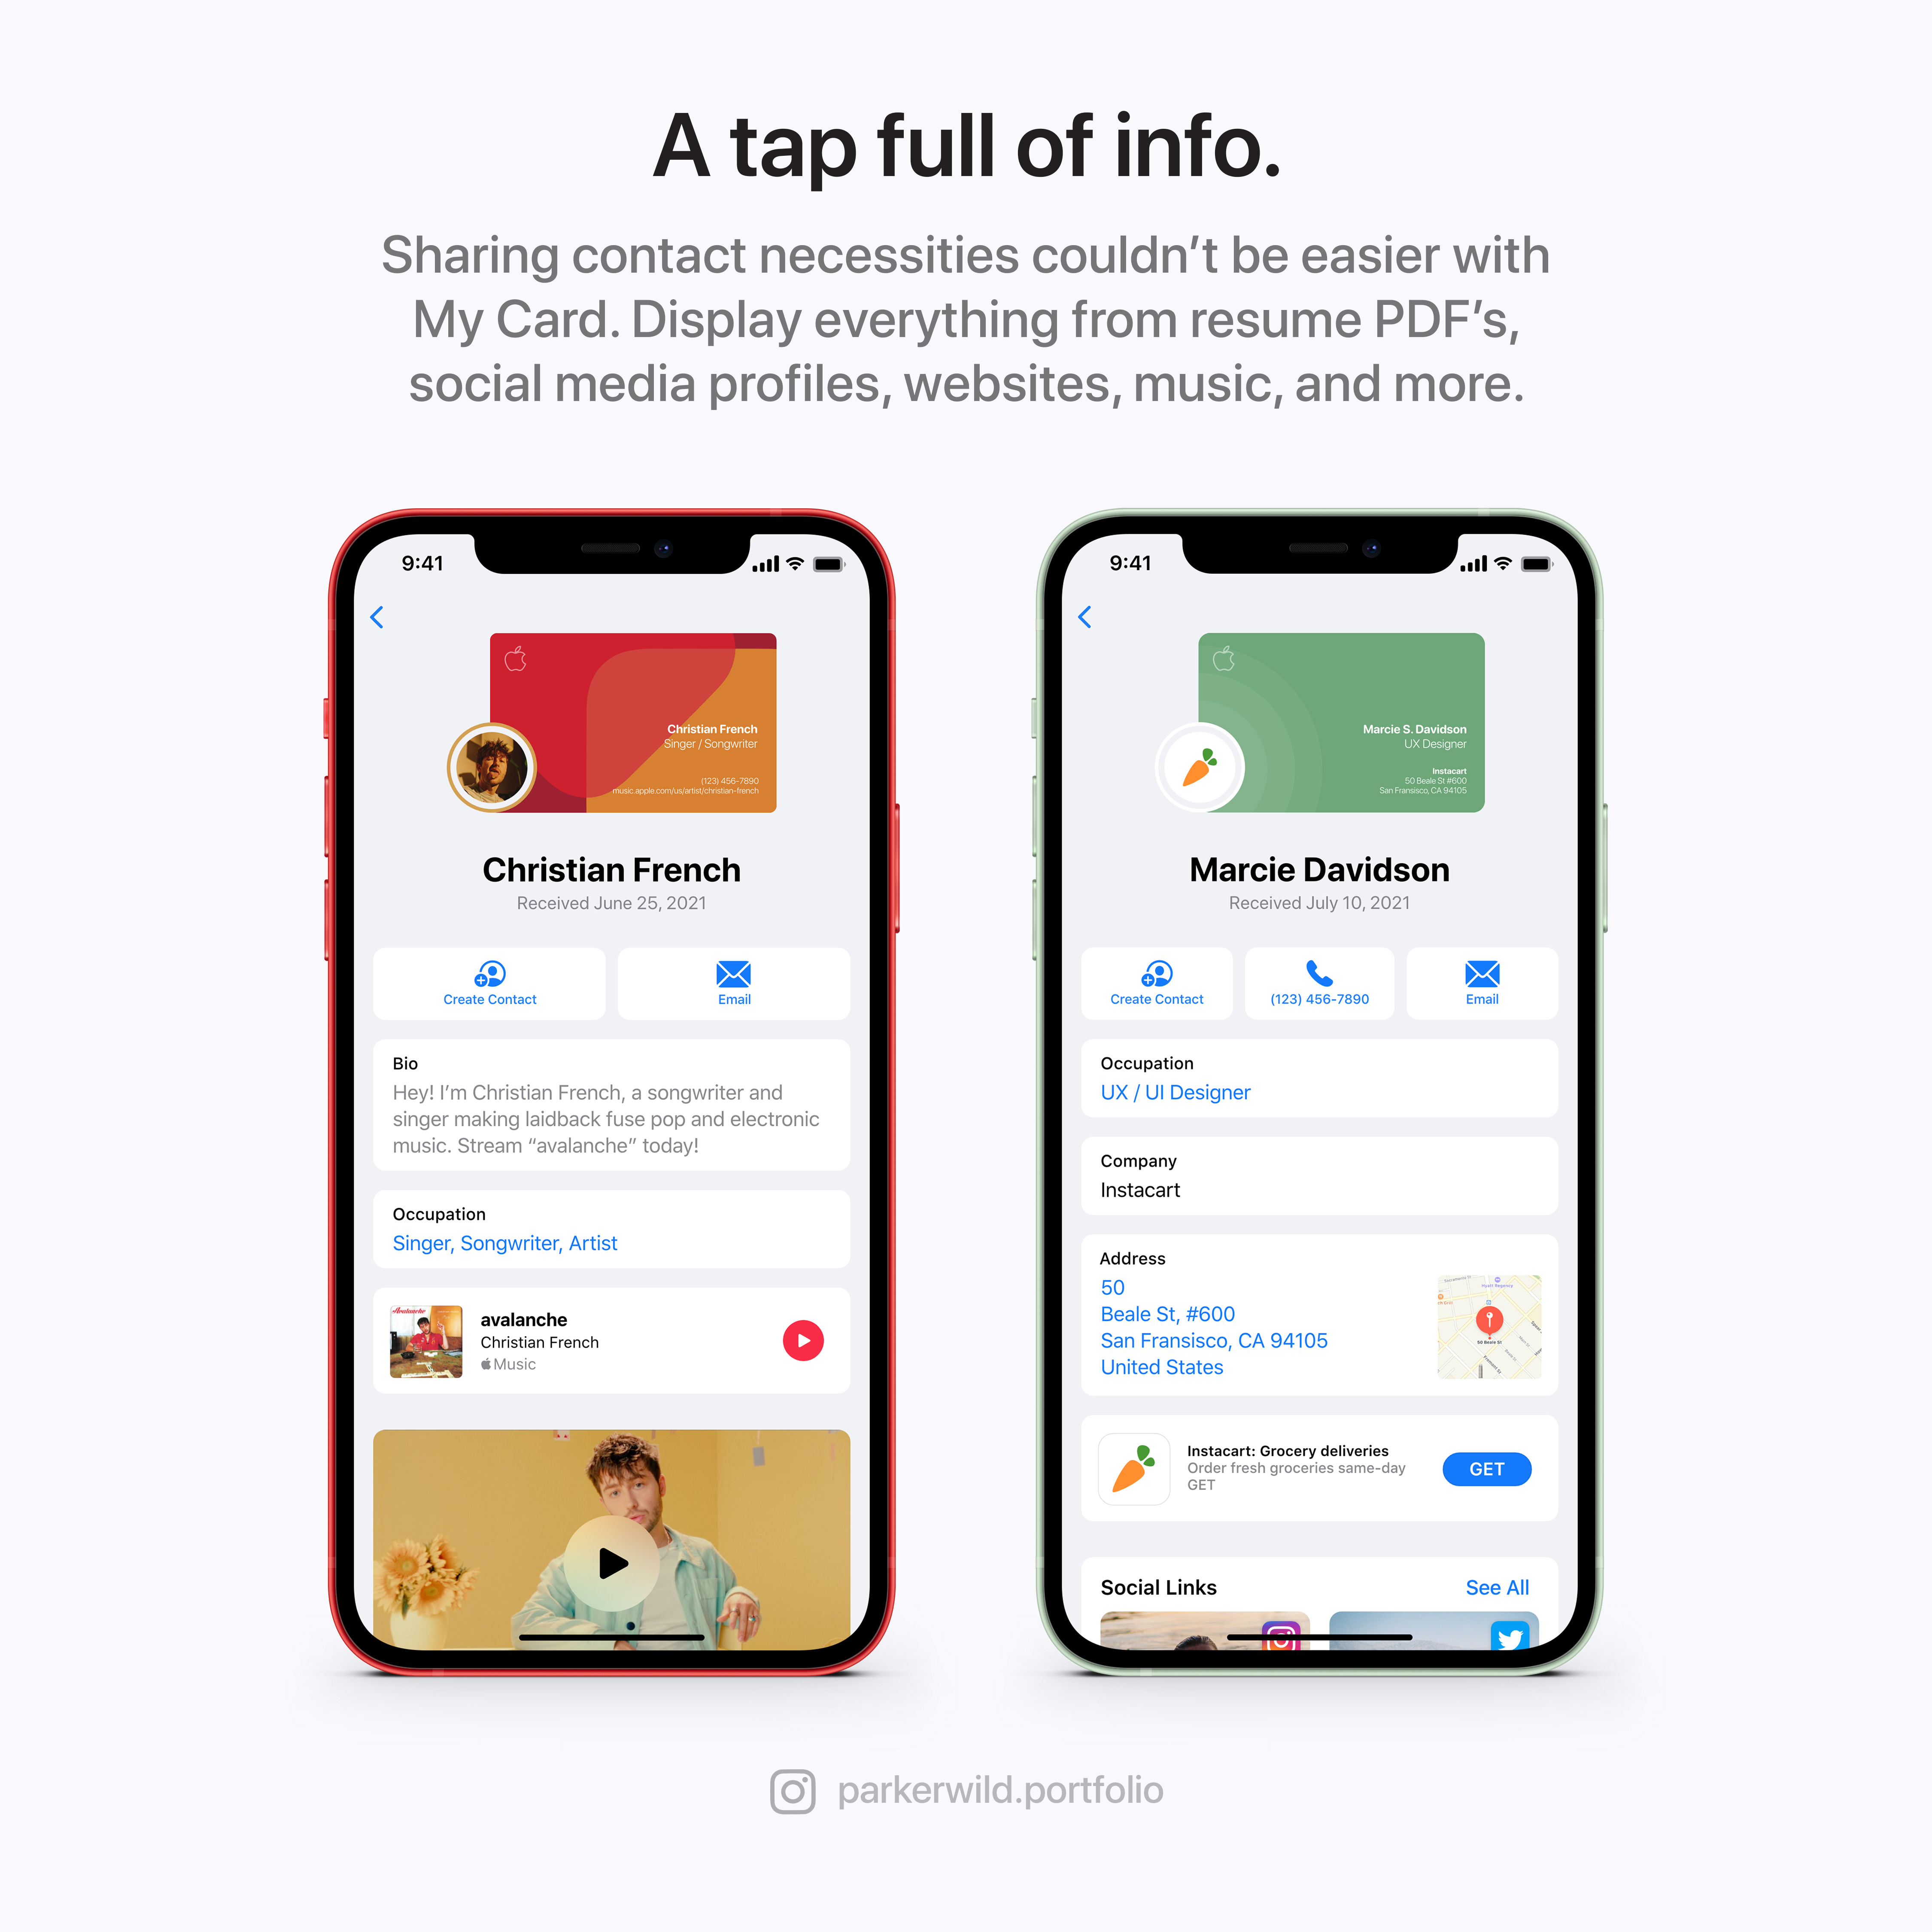 A tap full of info.
Sharing contact necessities couldn’t be easier with
My Card. Display everything from resume PDF’s,
social media profiles, websites, music, and more.
9:41
Christian French
Singer / Songwriter
(123) 456-7890
music.apple.com/us/artist/christian-french
Christian French
Received June 25, 2021
Create Contact
Email
Bio
Hey! I’m Christian French, a songwriter and
singer making laidback fuse pop and electronic
music. Stream “avalanche” today!
Occupation
Singer, Songwriter, Artist
Avalanche
avalanche
Christian French
Music
9:41
Marcie S. Davidson
UX Designer
Instacart
50 Beale St #600
San Fransisco, CA 94105
Marcie Davidson
Received July 10, 2021
Create Contact
(123) 456-7890
Email
Occupation
UX / UI Designer
Company
Instacart
Address
50
Beale St, #600
San Fransisco, CA 94105
United States
Hyatt Regency
50 Beale St
Instacart: Grocery deliveries
Order fresh groceries same-day
GET
GET
Social Links
See All
parkerwild.portfolio